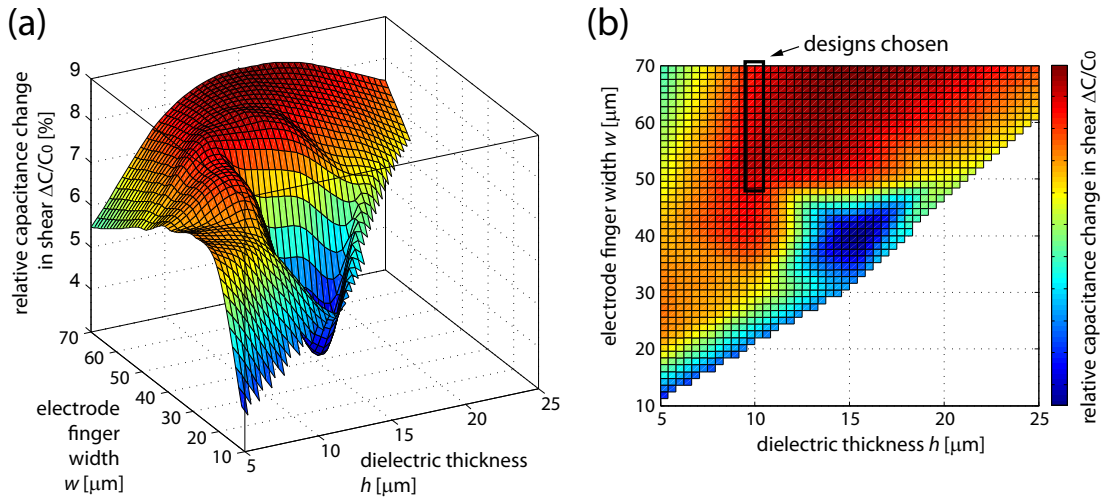 (a)
relative capacitance change
in shear ΔC/C0 [%]
9
8
7
6
5
4
70
60
50
40
30
20
10
electrode
finger
width
w [μm]
5
10
15
20
25
dielectric thickness
h [μm]
(b)
designs chosen
electrode finger width w [μm]
70
60
50
40
30
20
10
5
10
15
20
25
dielectric thickness h [μm]
relative capacitance change in shear ΔC/C0